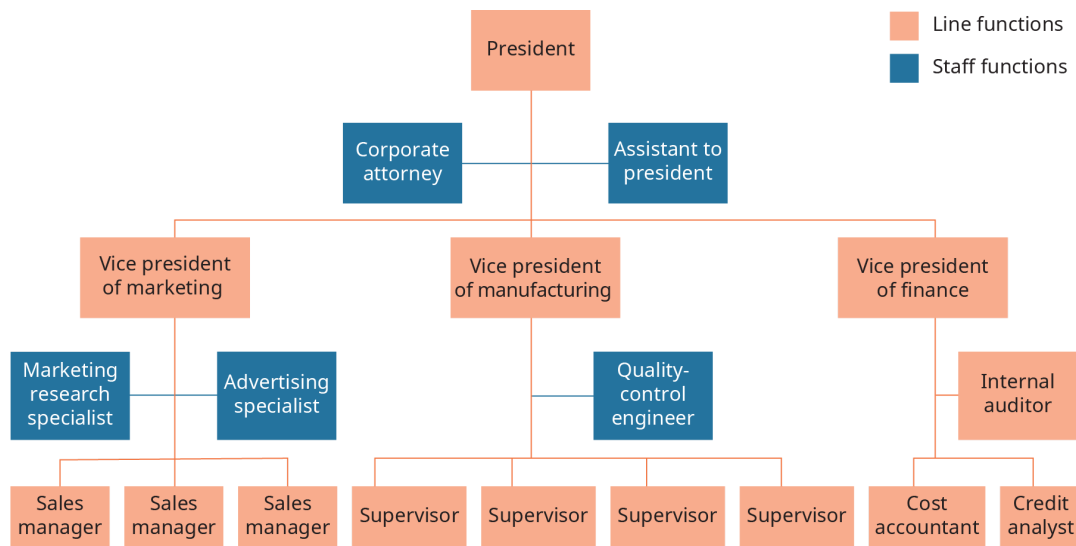 President
Line functions
Staff functions
Corporate
attorney
Assistant to
president
Vice president
of marketing
Vice president
of manufacturing
Vice president
of finance
Marketing
research
specialist
Advertising
specialist
Quality-
control
engineer
Internal
auditor
Sales
manager
Sales
manager
Sales
manager
Supervisor
Supervisor
Supervisor
Supervisor
Cost
accountant
Credit
analyst